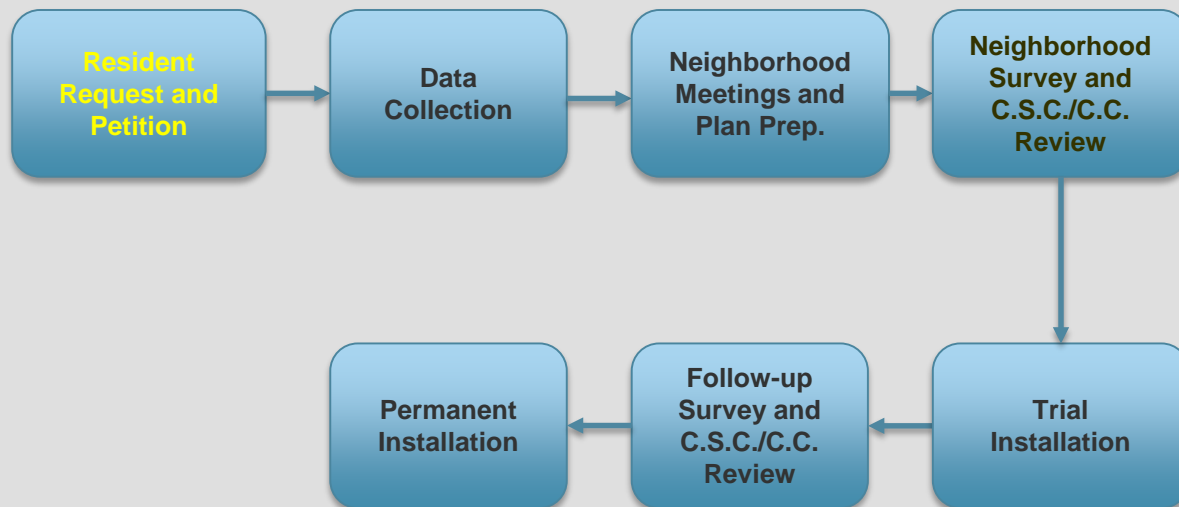 Resident
Request and
Petition
Data
Collection
Neighborhood
Meetings and
Plan Prep.
Neighborhood
Survey and
C.S.C./C.C.
Review
Trial
Installation
Follow-up
Survey and
C.S.C./C.C.
Review
Permanent
Installation